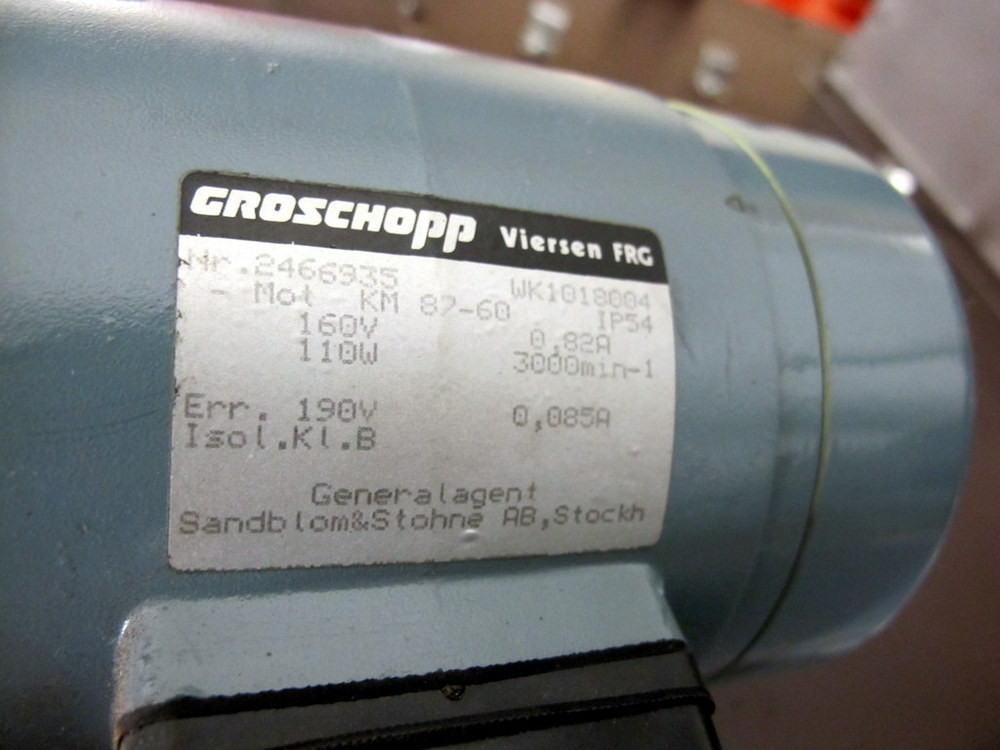 GROSCHOPP Viersen FRG
Nr.2466935 WK1018004
- Mot KM 87-60 IP54
160V 0,82A
110W 3000min-1
Err. 190V 0,085A
Isol.Kl.B
Generalagent
Sandblom&Stohne AB,Stockh